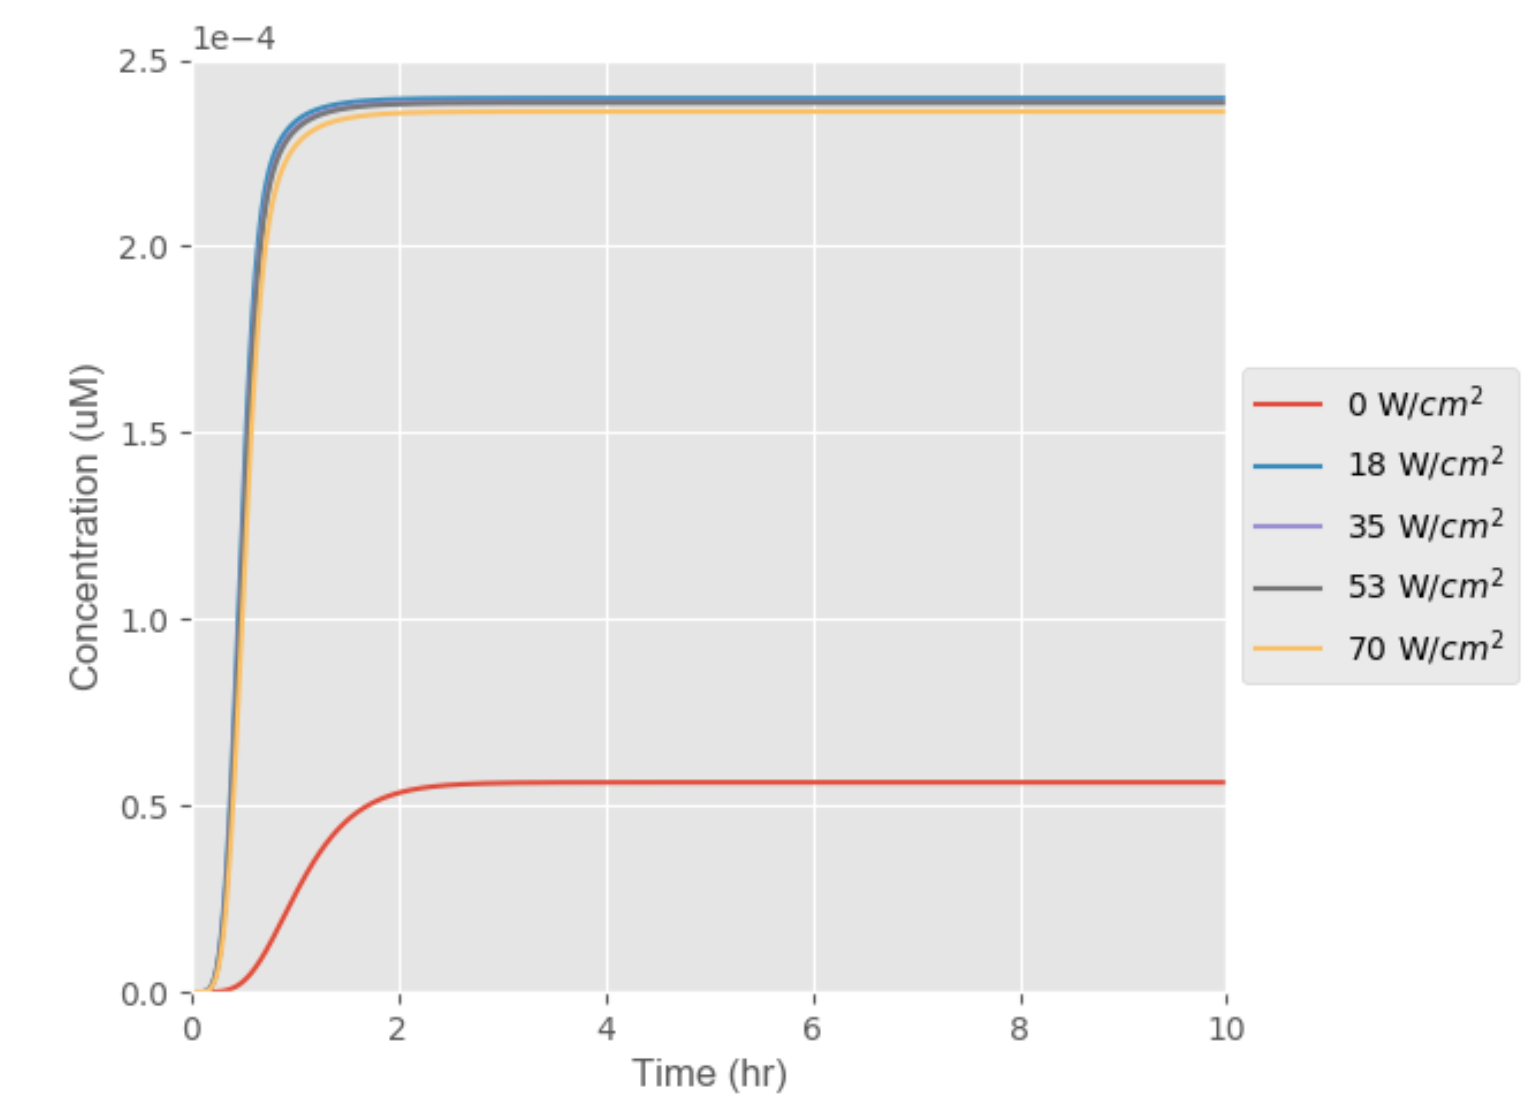 1e−4
2.5
2.0
1.5
1.0
0.5
0.0
Concentration (uM)
0 2 4 6 8 10
Time (hr)
0 W/cm²
18 W/cm²
35 W/cm²
53 W/cm²
70 W/cm²